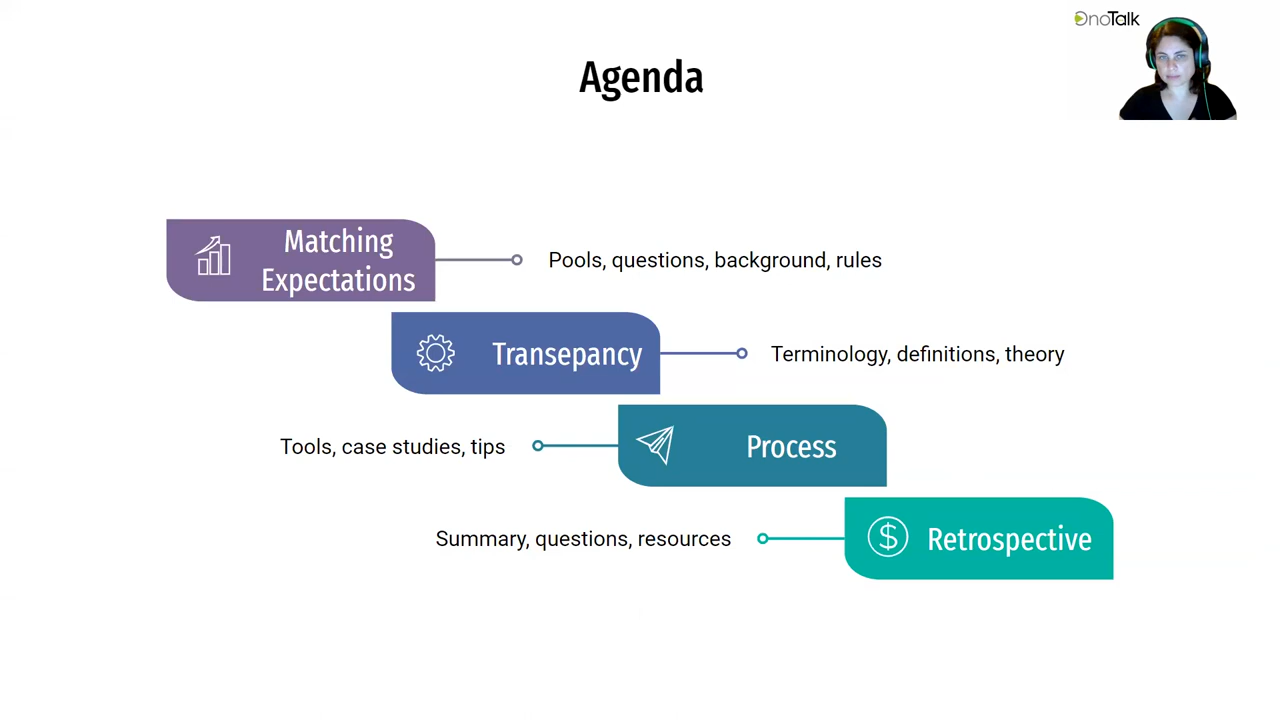 OnoTalk
Agenda
Matching
Expectations
Pools, questions, background, rules
Transepancy
Terminology, definitions, theory
Tools, case studies, tips
Process
Summary, questions, resources
$
Retrospective